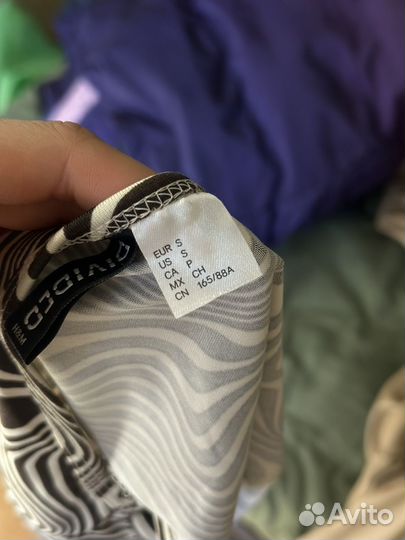 DIVIDED
H&M
EUR S
US S
CA P
MX CH
CN 165/88A
Avito